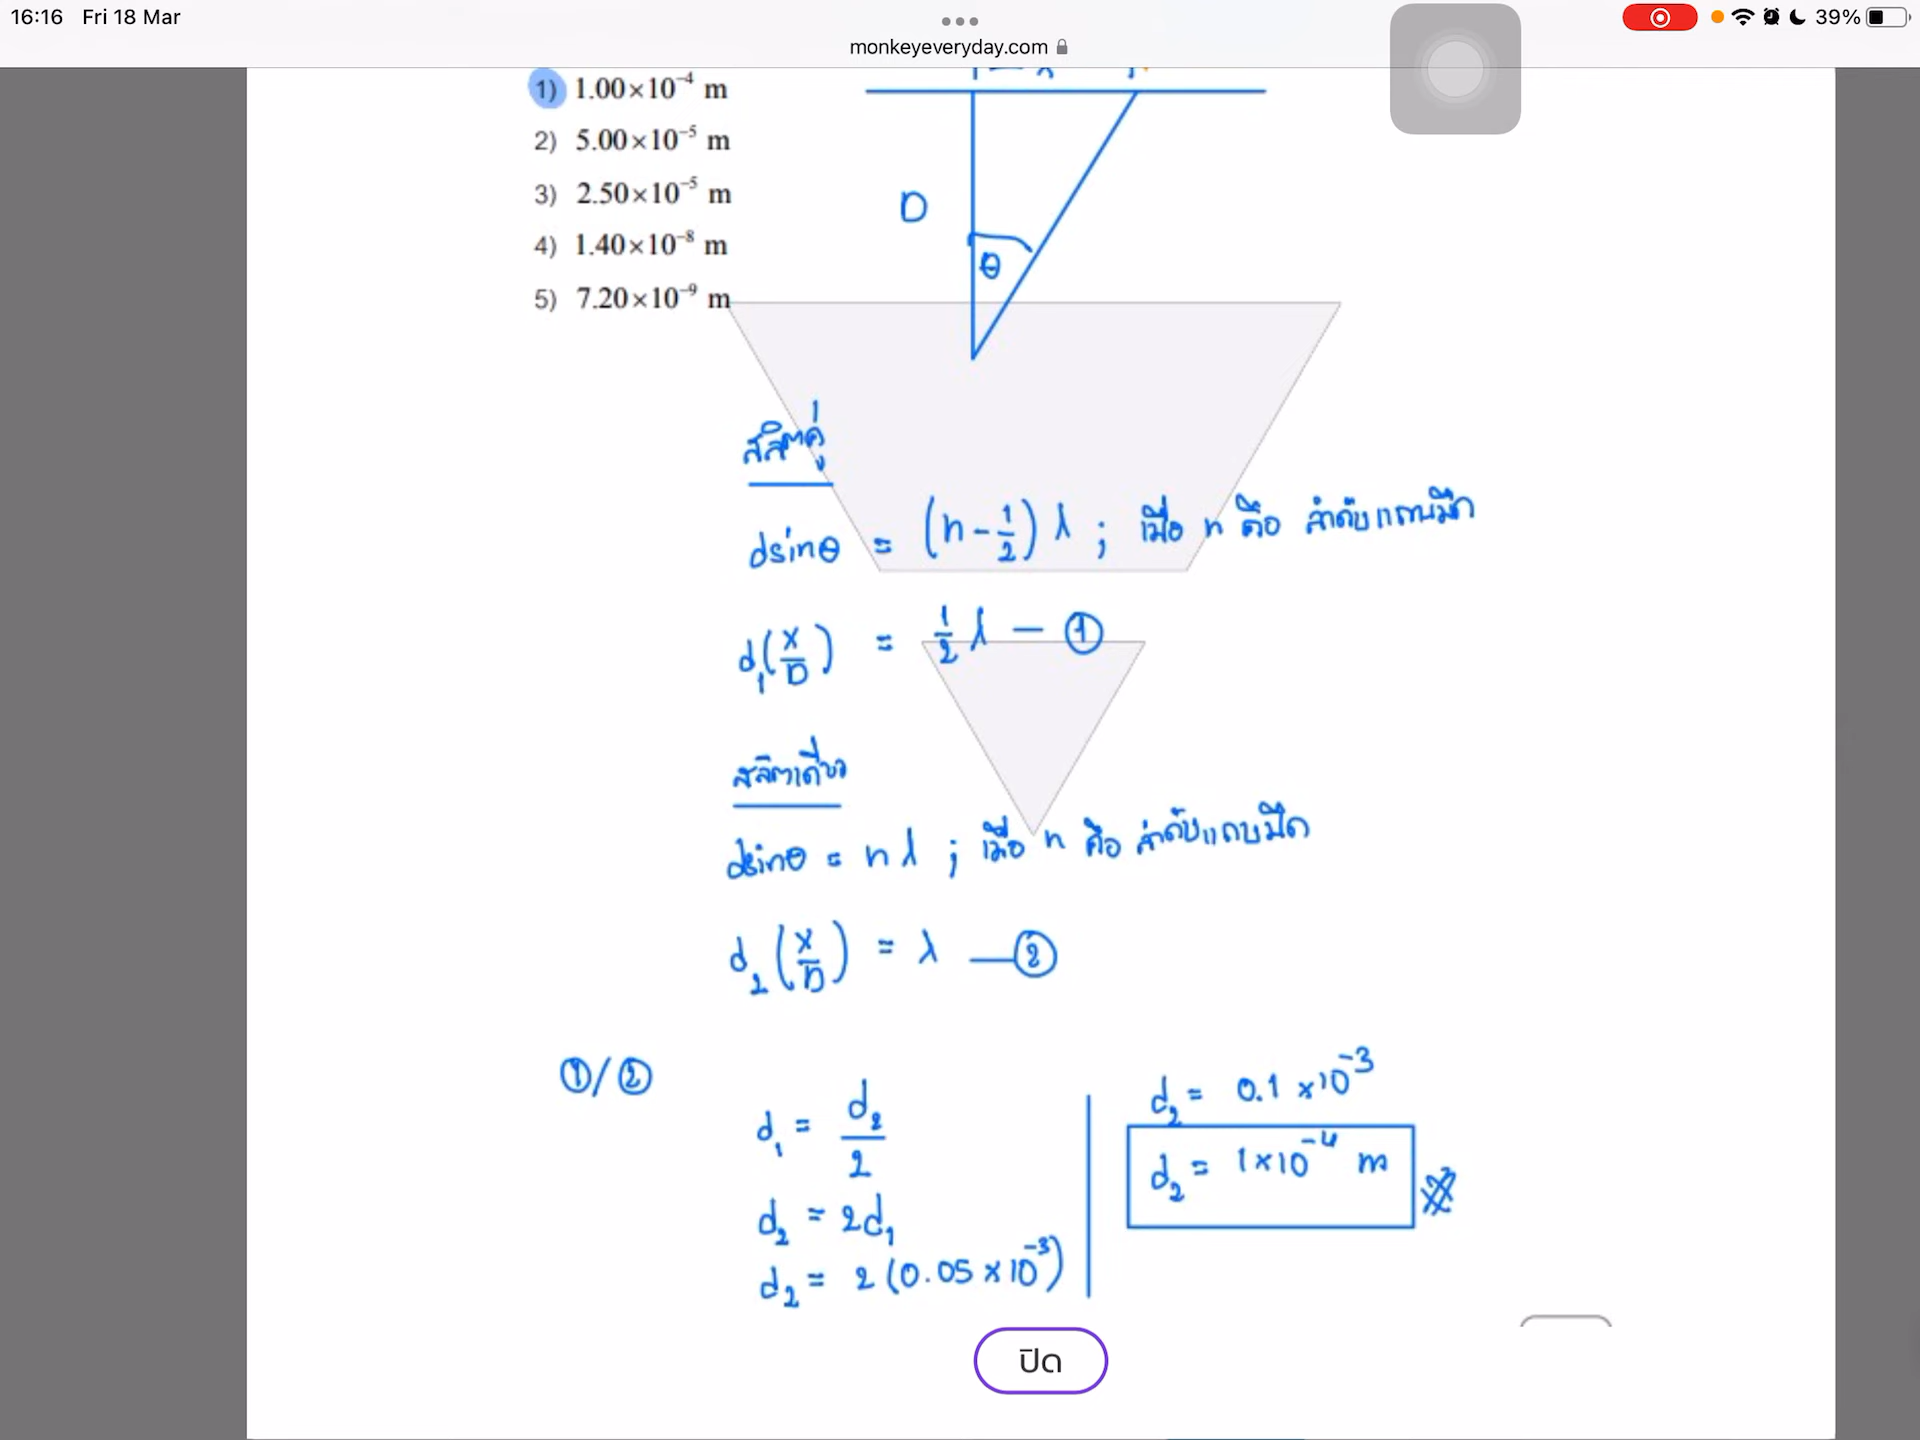 16:16 Fri 18 Mar
39%
monkeyeveryday.com
1) 1.00×10⁻⁴ m
2) 5.00×10⁻⁵ m
3) 2.50×10⁻⁵ m
4) 1.40×10⁻⁸ m
5) 7.20×10⁻⁹ m
D
θ
สลิตคู่
dsinθ = (n-1/2) λ ; เมื่อ n คือ ลำดับแถบมืด
d₁(x/D) = 1/2 λ — ①
สลิตเดี่ยว
dsinθ = n λ ; เมื่อ n คือ ลำดับแถบมืด
d₂(x/D) = λ — ②
①/②
d₁ = d₂/2
d₂ = 2d₁
d₂ = 2(0.05×10⁻³)
d₂ = 0.1×10⁻³
d₂ = 1×10⁻⁴ m
ปิด